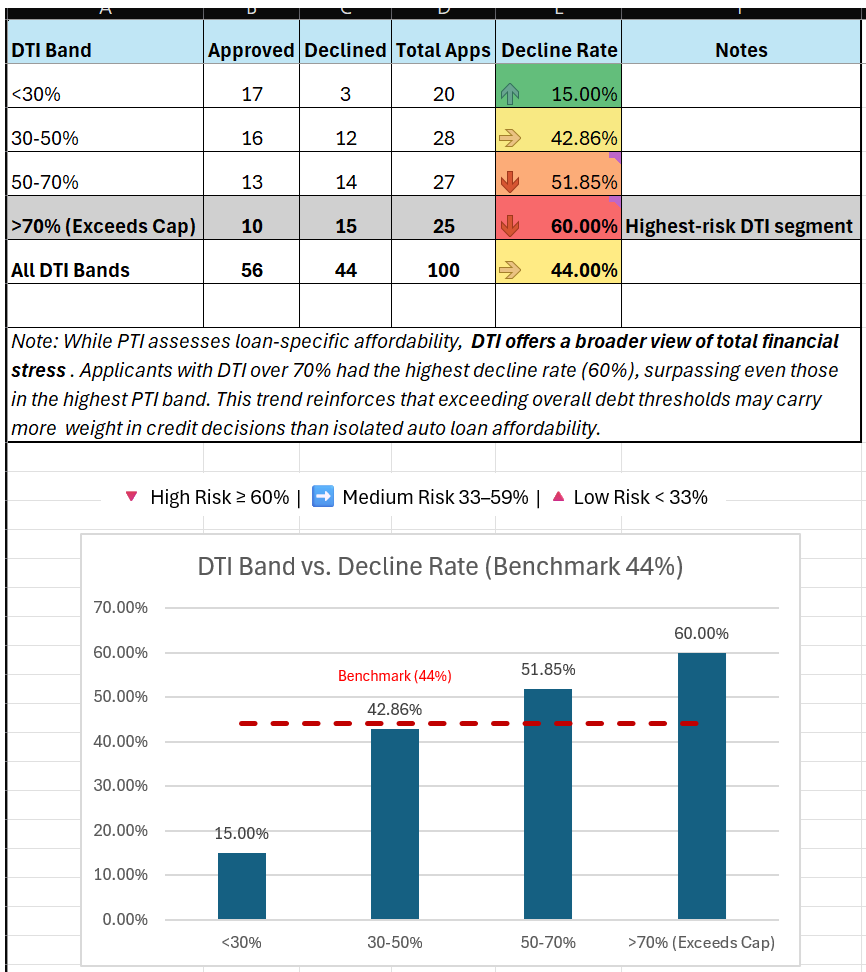 DTI Band Approved Declined Total Apps Decline Rate Notes
<30% 17 3 20 15.00%
30-50% 16 12 28 42.86%
50-70% 13 14 27 51.85%
>70% (Exceeds Cap) 10 15 25 60.00% Highest-risk DTI segment
All DTI Bands 56 44 100 44.00%
Note: While PTI assesses loan-specific affordability, DTI offers a broader view of total financial
stress . Applicants with DTI over 70% had the highest decline rate (60%), surpassing even those
in the highest PTI band. This trend reinforces that exceeding overall debt thresholds may carry
more weight in credit decisions than isolated auto loan affordability.
🔻 High Risk ≥ 60% | ➡️ Medium Risk 33–59% | 🔺 Low Risk < 33%
DTI Band vs. Decline Rate (Benchmark 44%)
70.00%
60.00%
50.00%
40.00%
30.00%
20.00%
10.00%
0.00%
Benchmark (44%)
15.00%
42.86%
51.85%
60.00%
<30%
30-50%
50-70%
>70% (Exceeds Cap)